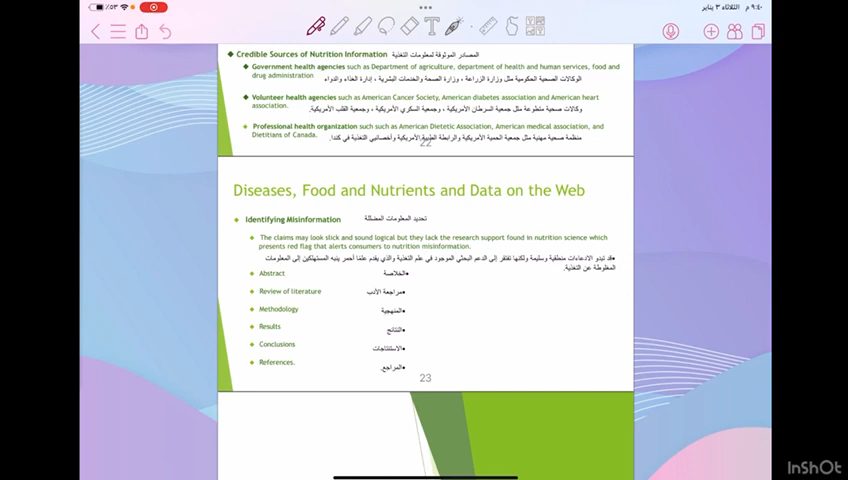 ٥٣٪
٩:٤٠ م الثلاثاء ٣ يناير
Credible Sources of Nutrition Information المصادر الموثوقة لمعلومات التغذية
Government health agencies such as Department of agriculture, department of health and human services, food and
drug administration
الوكالات الصحية الحكومية مثل وزارة الزراعة ، وزارة الصحة والخدمات البشرية ، إدارة الغذاء والدواء
Volunteer health agencies such as American Cancer Society, American diabetes association and American heart
association.
وكالات صحية متطوعة مثل جمعية السرطان الأمريكية ، وجمعية السكري الأمريكية ، وجمعية القلب الأمريكية.
Professional health organization such such as American Dietetic Association, American medical association, and
Dietitians of Canada.
منظمة صحية مهنية مثل جمعية الحمية الأمريكية والرابطة الطبية الأمريكية وأخصائيي التغذية في كندا.
22
Diseases, Food and Nutrients and Data on the Web
Identifying Misinformation تحديد المعلومات المضللة
The claims may look slick and sound logical but they lack the research support found in nutrition science which
presents red flag that alerts consumers to nutrition misinformation.
•قد تبدو الادعاءات منطقية وسليمة ولكنها تفتقر إلى الدعم البحثي الموجود في علم التغذية والذي يقدم علمًا أحمر ينبه المستهلكين إلى المعلومات
المغلوطة عن التغذية.
Abstract •الخلاصة
Review of literature •مراجعة الأدب
Methodology •المنهجية
Results •النتائج
Conclusions •الاستنتاجات
References. •المراجع.
23
InShOt